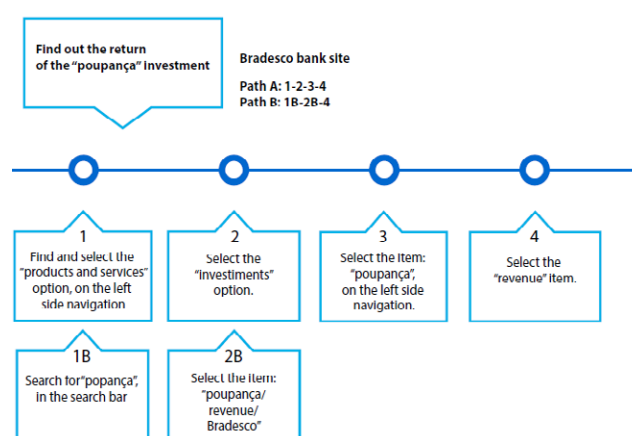 Find out the return
of the “poupança” investment
Bradesco bank site
Path A: 1-2-3-4
Path B: 1B-2B-4
1
Find and select the
“products and services”
option, on the left
side navigation
2
Select the
“investiments”
option.
3
Select the item:
“poupança”,
on the left side
navigation.
4
Select the
“revenue” item.
1B
Search for“popança”,
in the search bar
2B
Select the item:
“poupança/
revenue/
Bradesco”